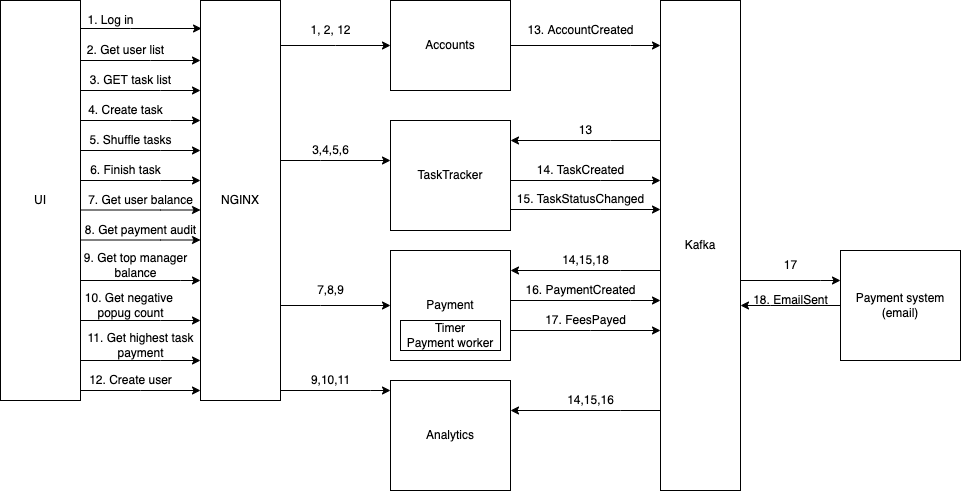 1. Log in
2. Get user list
3. GET task list
4. Create task
5. Shuffle tasks
6. Finish task
UI
7. Get user balance
8. Get payment audit
9. Get top manager
balance
10. Get negative
popug count
11. Get highest task
payment
12. Create user
NGINX
1, 2, 12
3,4,5,6
7,8,9
9,10,11
Accounts
TaskTracker
Payment
Timer
Payment worker
Analytics
13. AccountCreated
13
14. TaskCreated
15. TaskStatusChanged
14,15,18
16. PaymentCreated
17. FeesPayed
14,15,16
Kafka
17
18. EmailSent
Payment system
(email)